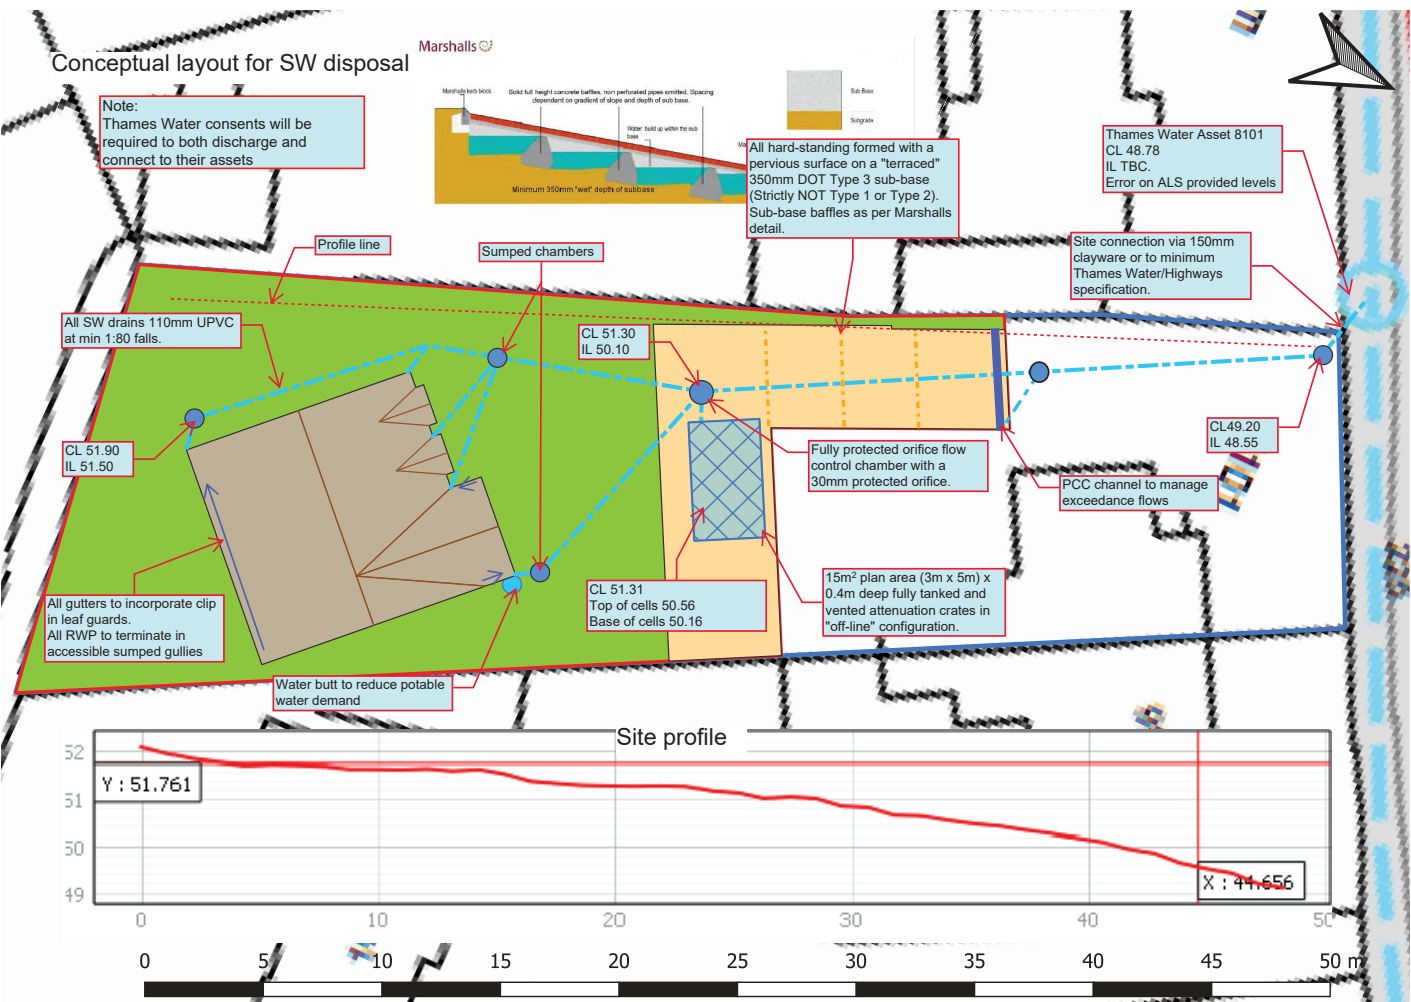 Conceptual layout for SW disposal
Marshalls
Note:
Thames Water consents will be
required to both discharge and
connect to their assets
Marshalls kerb block
Solid full height concrete baffles, non perforated pipes omitted. Spacing
dependant on gradient of slope and depth of sub base.
Water build up within the sub
base
Minimum 350mm "wet" depth of subbase
Sub Base
Subgrade
All hard-standing formed with a
pervious surface on a "terraced"
350mm DOT Type 3 sub-base
(Strictly NOT Type 1 or Type 2).
Sub-base baffles as per Marshalls
detail.
Thames Water Asset 8101
CL 48.78
IL TBC.
Error on ALS provided levels
Site connection via 150mm
clayware or to minimum
Thames Water/Highways
specification.
Profile line
Sumped chambers
All SW drains 110mm UPVC
at min 1:80 falls.
CL 51.30
IL 50.10
CL 51.90
IL 51.50
CL49.20
IL 48.55
Fully protected orifice flow
control chamber with a
30mm protected orifice.
PCC channel to manage
exceedance flows
CL 51.31
Top of cells 50.56
Base of cells 50.16
15m² plan area (3m x 5m) x
0.4m deep fully tanked and
vented attenuation crates in
"off-line" configuration.
All gutters to incorporate clip
in leaf guards.
All RWP to terminate in
accessible sumped gullies
Water butt to reduce potable
water demand
Site profile
52
51
50
49
Y : 51.761
X : 44.656
0 10 20 30 40 50
0 5 10 15 20 25 30 35 40 45 50 m